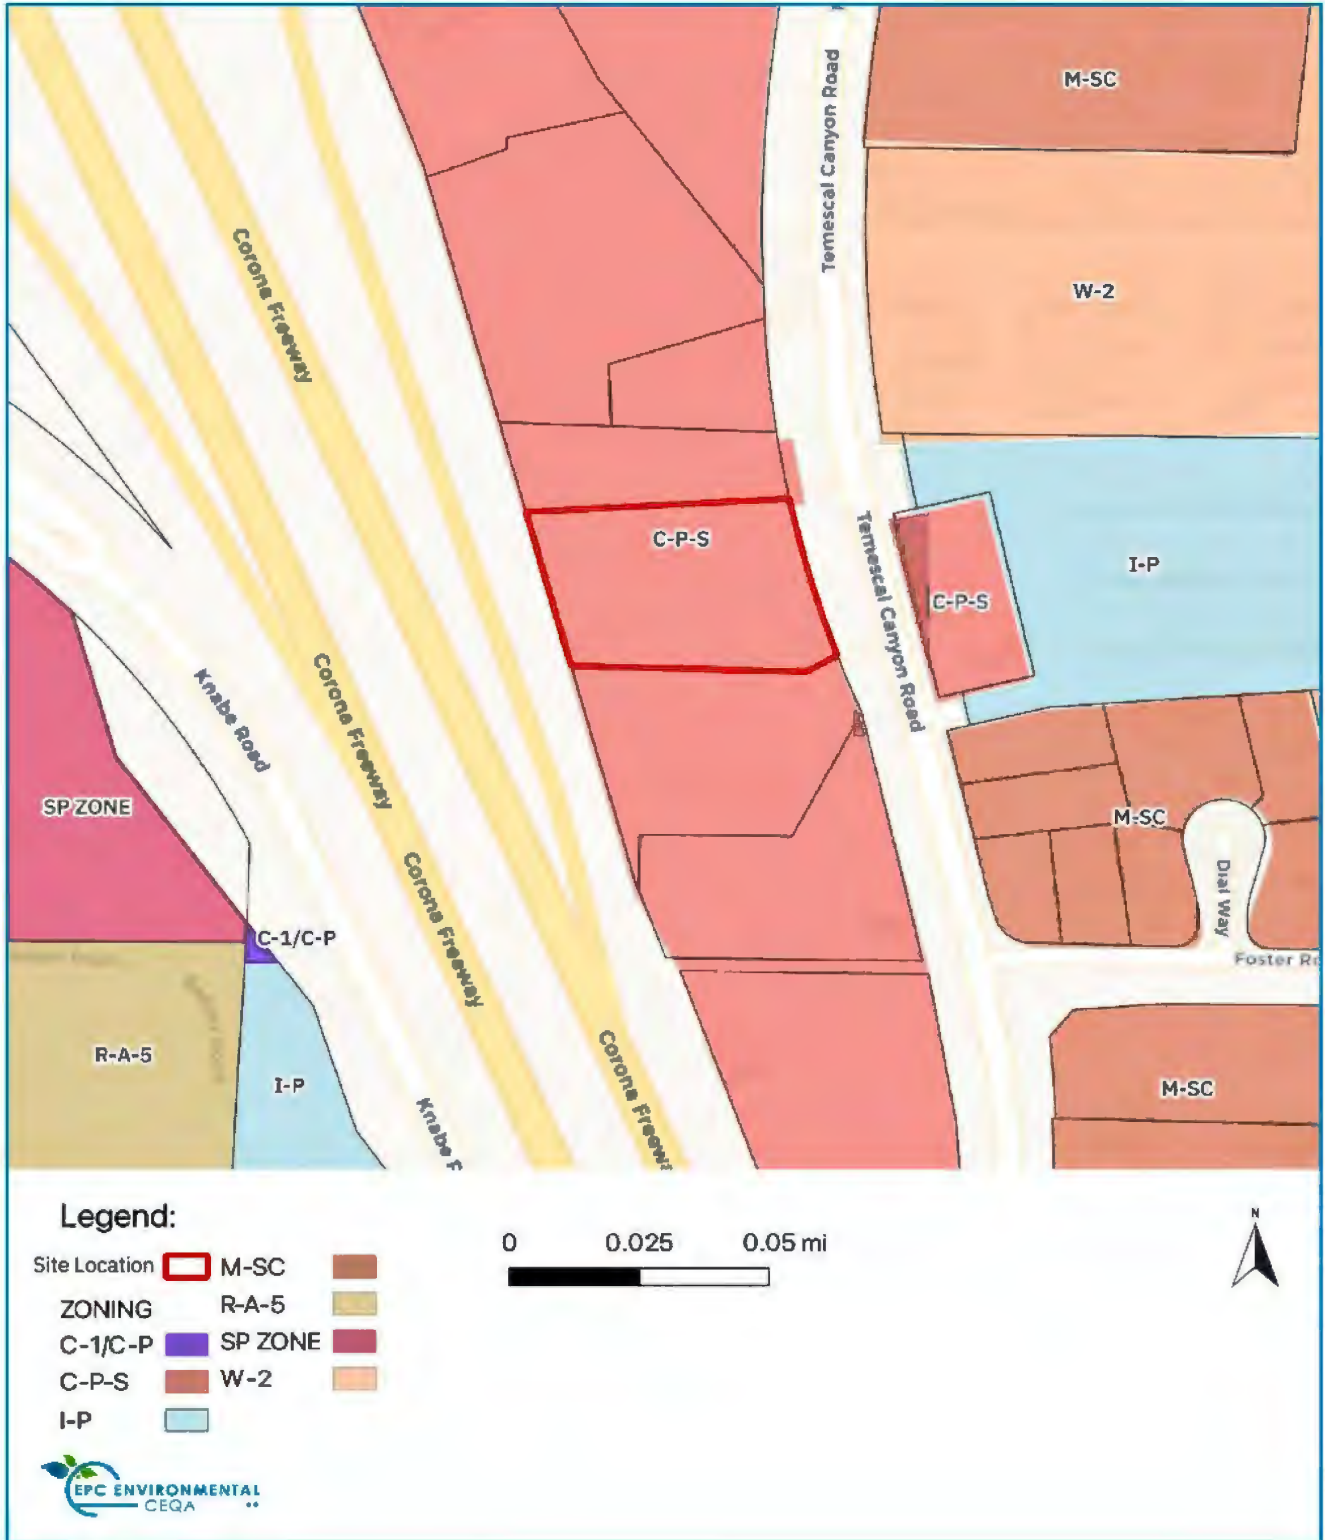 Temescal Canyon Road
M-SC
Corona Freeway
W-2
C-P-S
Temescal Canyon Road
I-P
C-P-S
Knabe Road
Corona Freeway
SP ZONE
M-SC
Corona Freeway
Dial Way
C-1/C-P
Foster Ro
R-A-5
I-P
Corona Freewa
M-SC
Knabe F
Legend:
Site Location M-SC
ZONING R-A-5
C-1/C-P SP ZONE
C-P-S W-2
I-P
0 0.025 0.05 mi
N
EPC ENVIRONMENTAL
CEQA